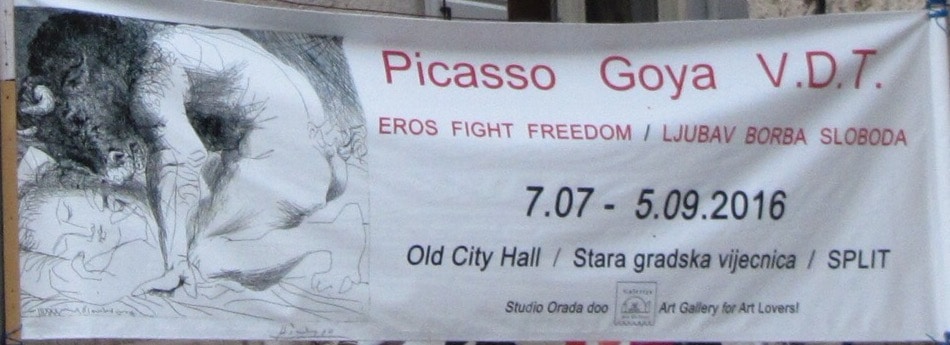 Picasso Goya V.D.T.
EROS FIGHT FREEDOM / LJUBAV BORBA SLOBODA
7.07 - 5.09.2016
Old City Hall / Stara gradska vijecnica / SPLIT
Studio Orada doo Art Gallery for Art Lovers!